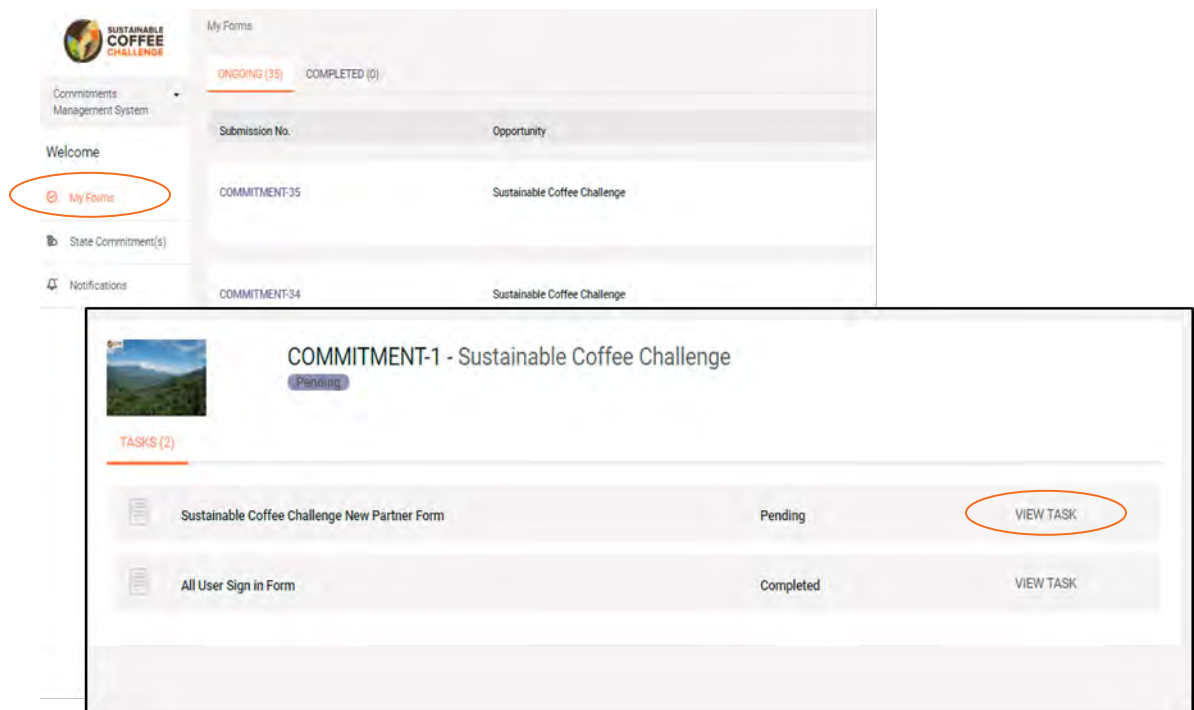 SUSTAINABLE
COFFEE
CHALLENGE
Commitments
Management System
Welcome
My Forms
State Commitment(s)
Notifications
My Forms
ONGOING (35) COMPLETED (0)
Submission No. Opportunity
COMMITMENT-35 Sustainable Coffee Challenge
COMMITMENT-34 Sustainable Coffee Challenge
COMMITMENT-1 - Sustainable Coffee Challenge
Pending
TASKS (2)
Sustainable Coffee Challenge New Partner Form Pending VIEW TASK
All User Sign in Form Completed VIEW TASK